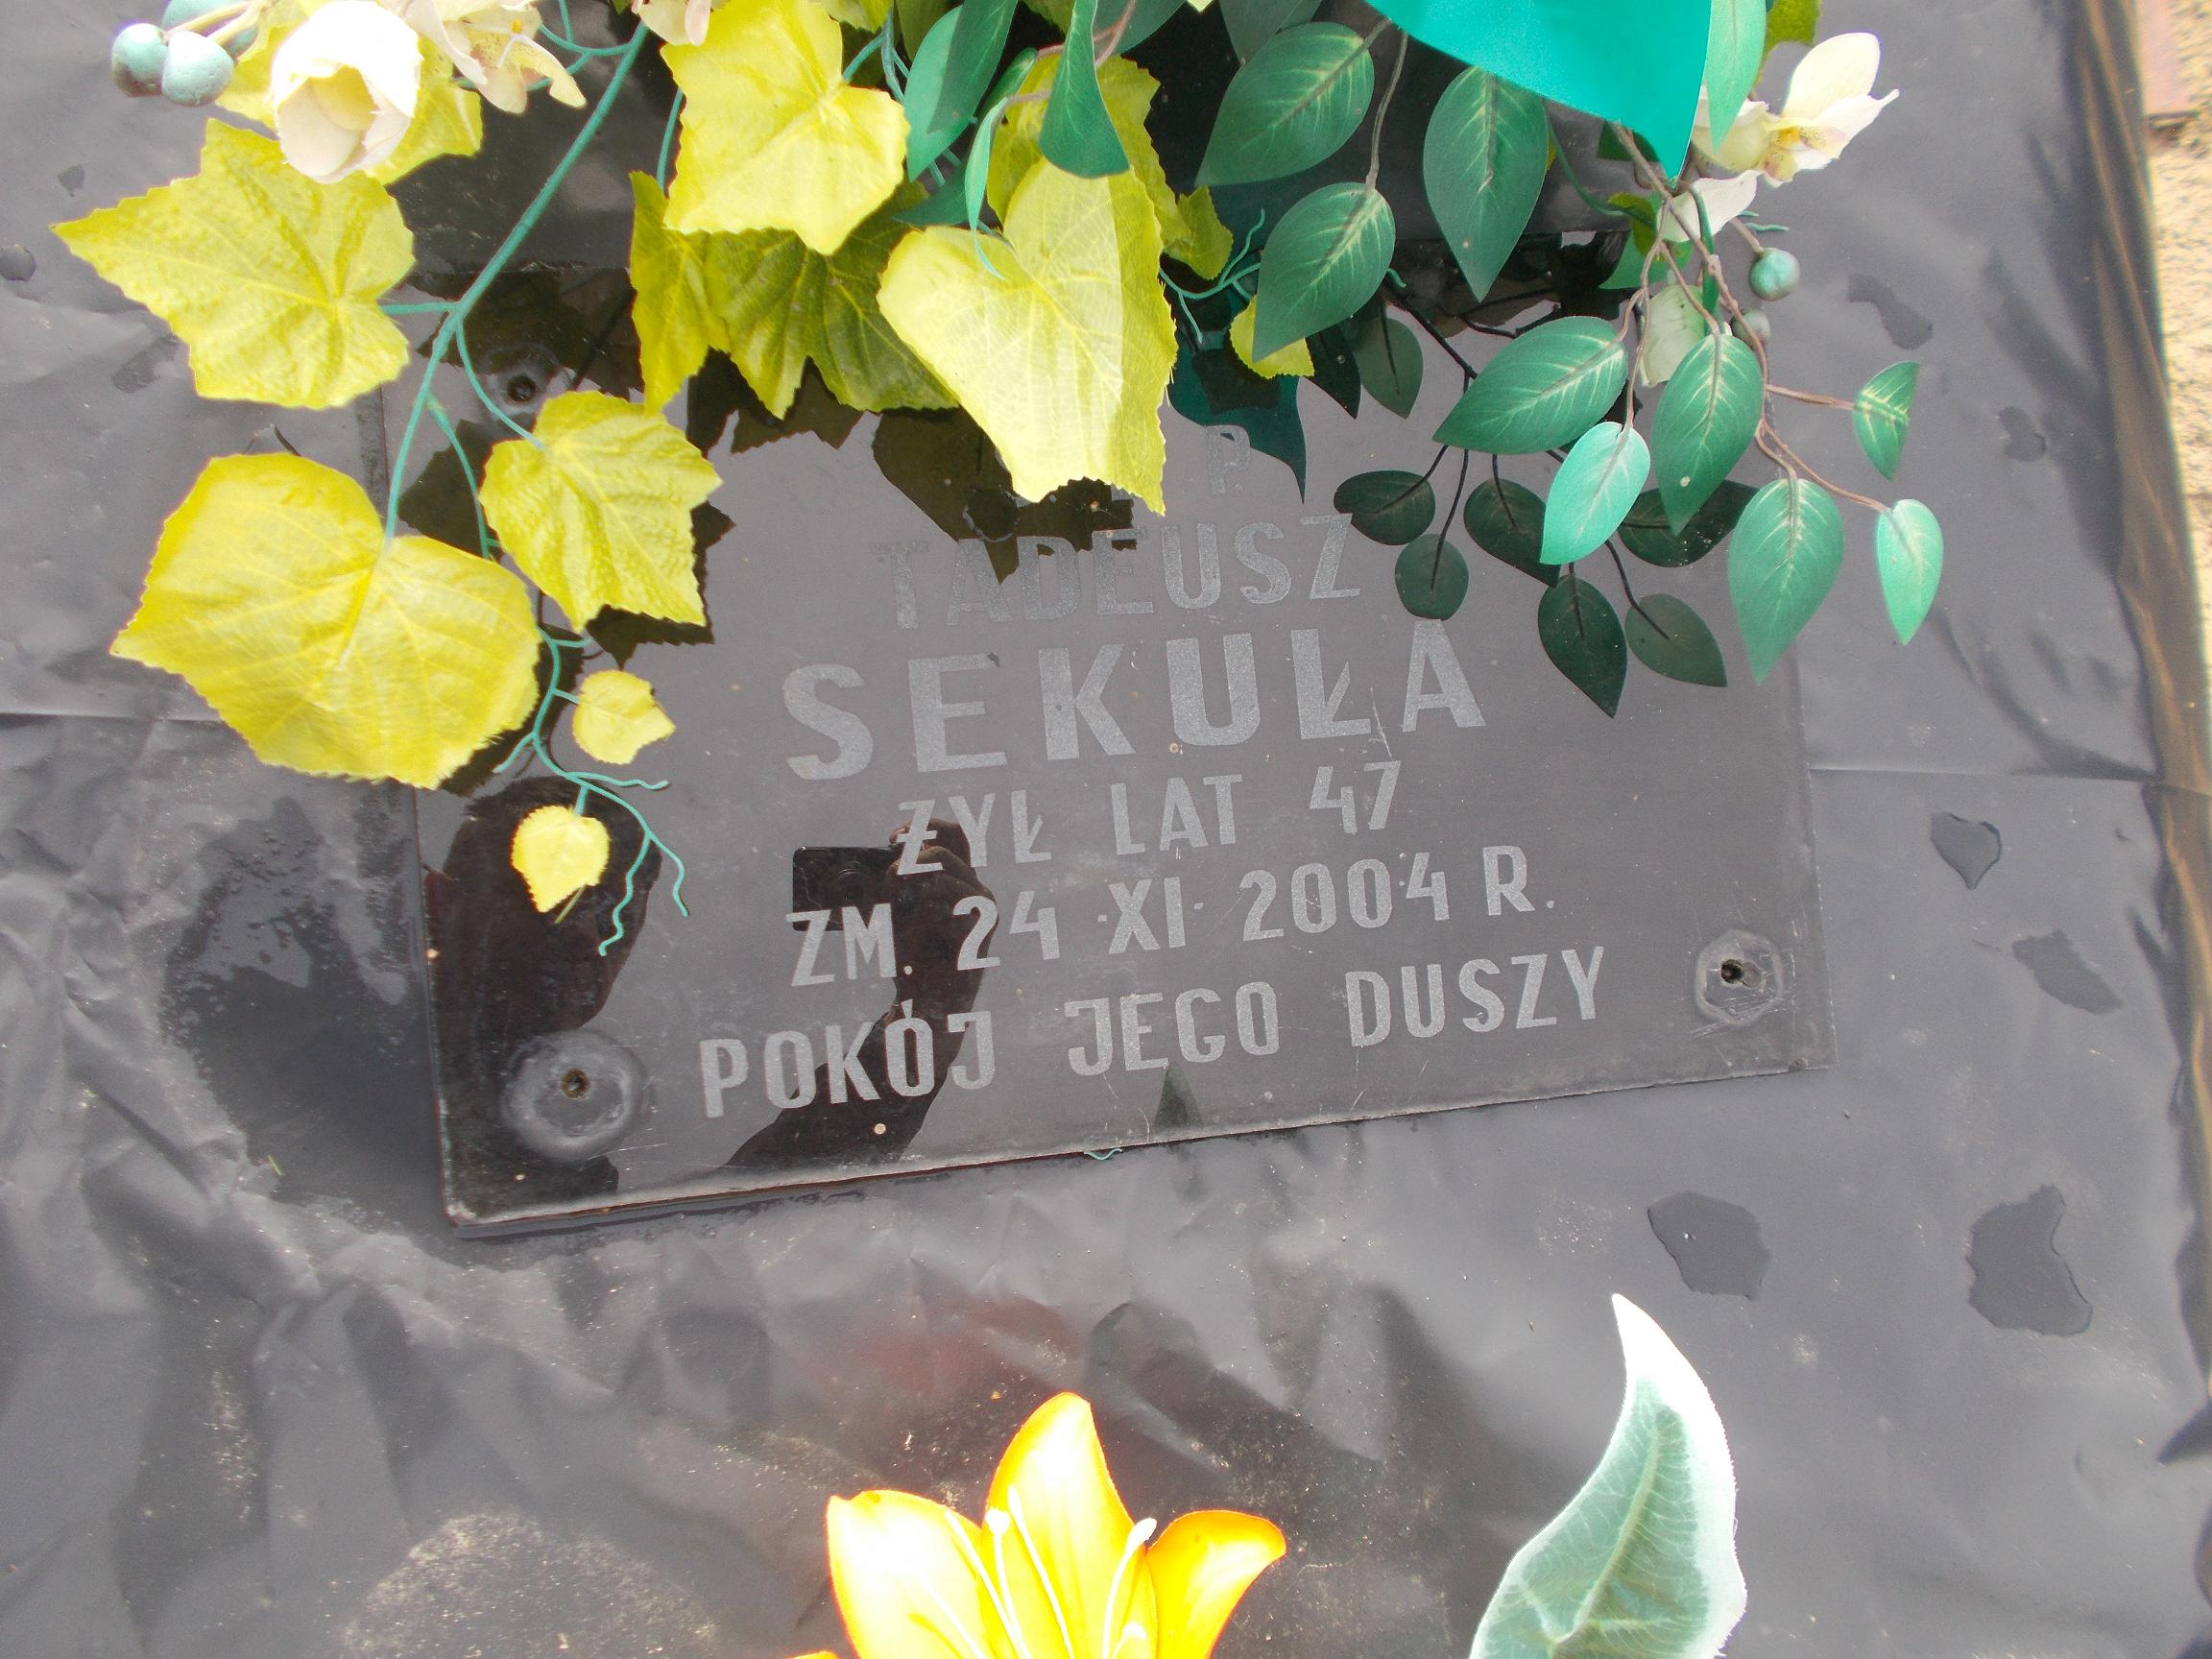 P.
TADEUSZ
SEKUŁA
ŻYŁ LAT 47
ZM. 24·XI·2004 R.
POKÓJ JEGO DUSZY